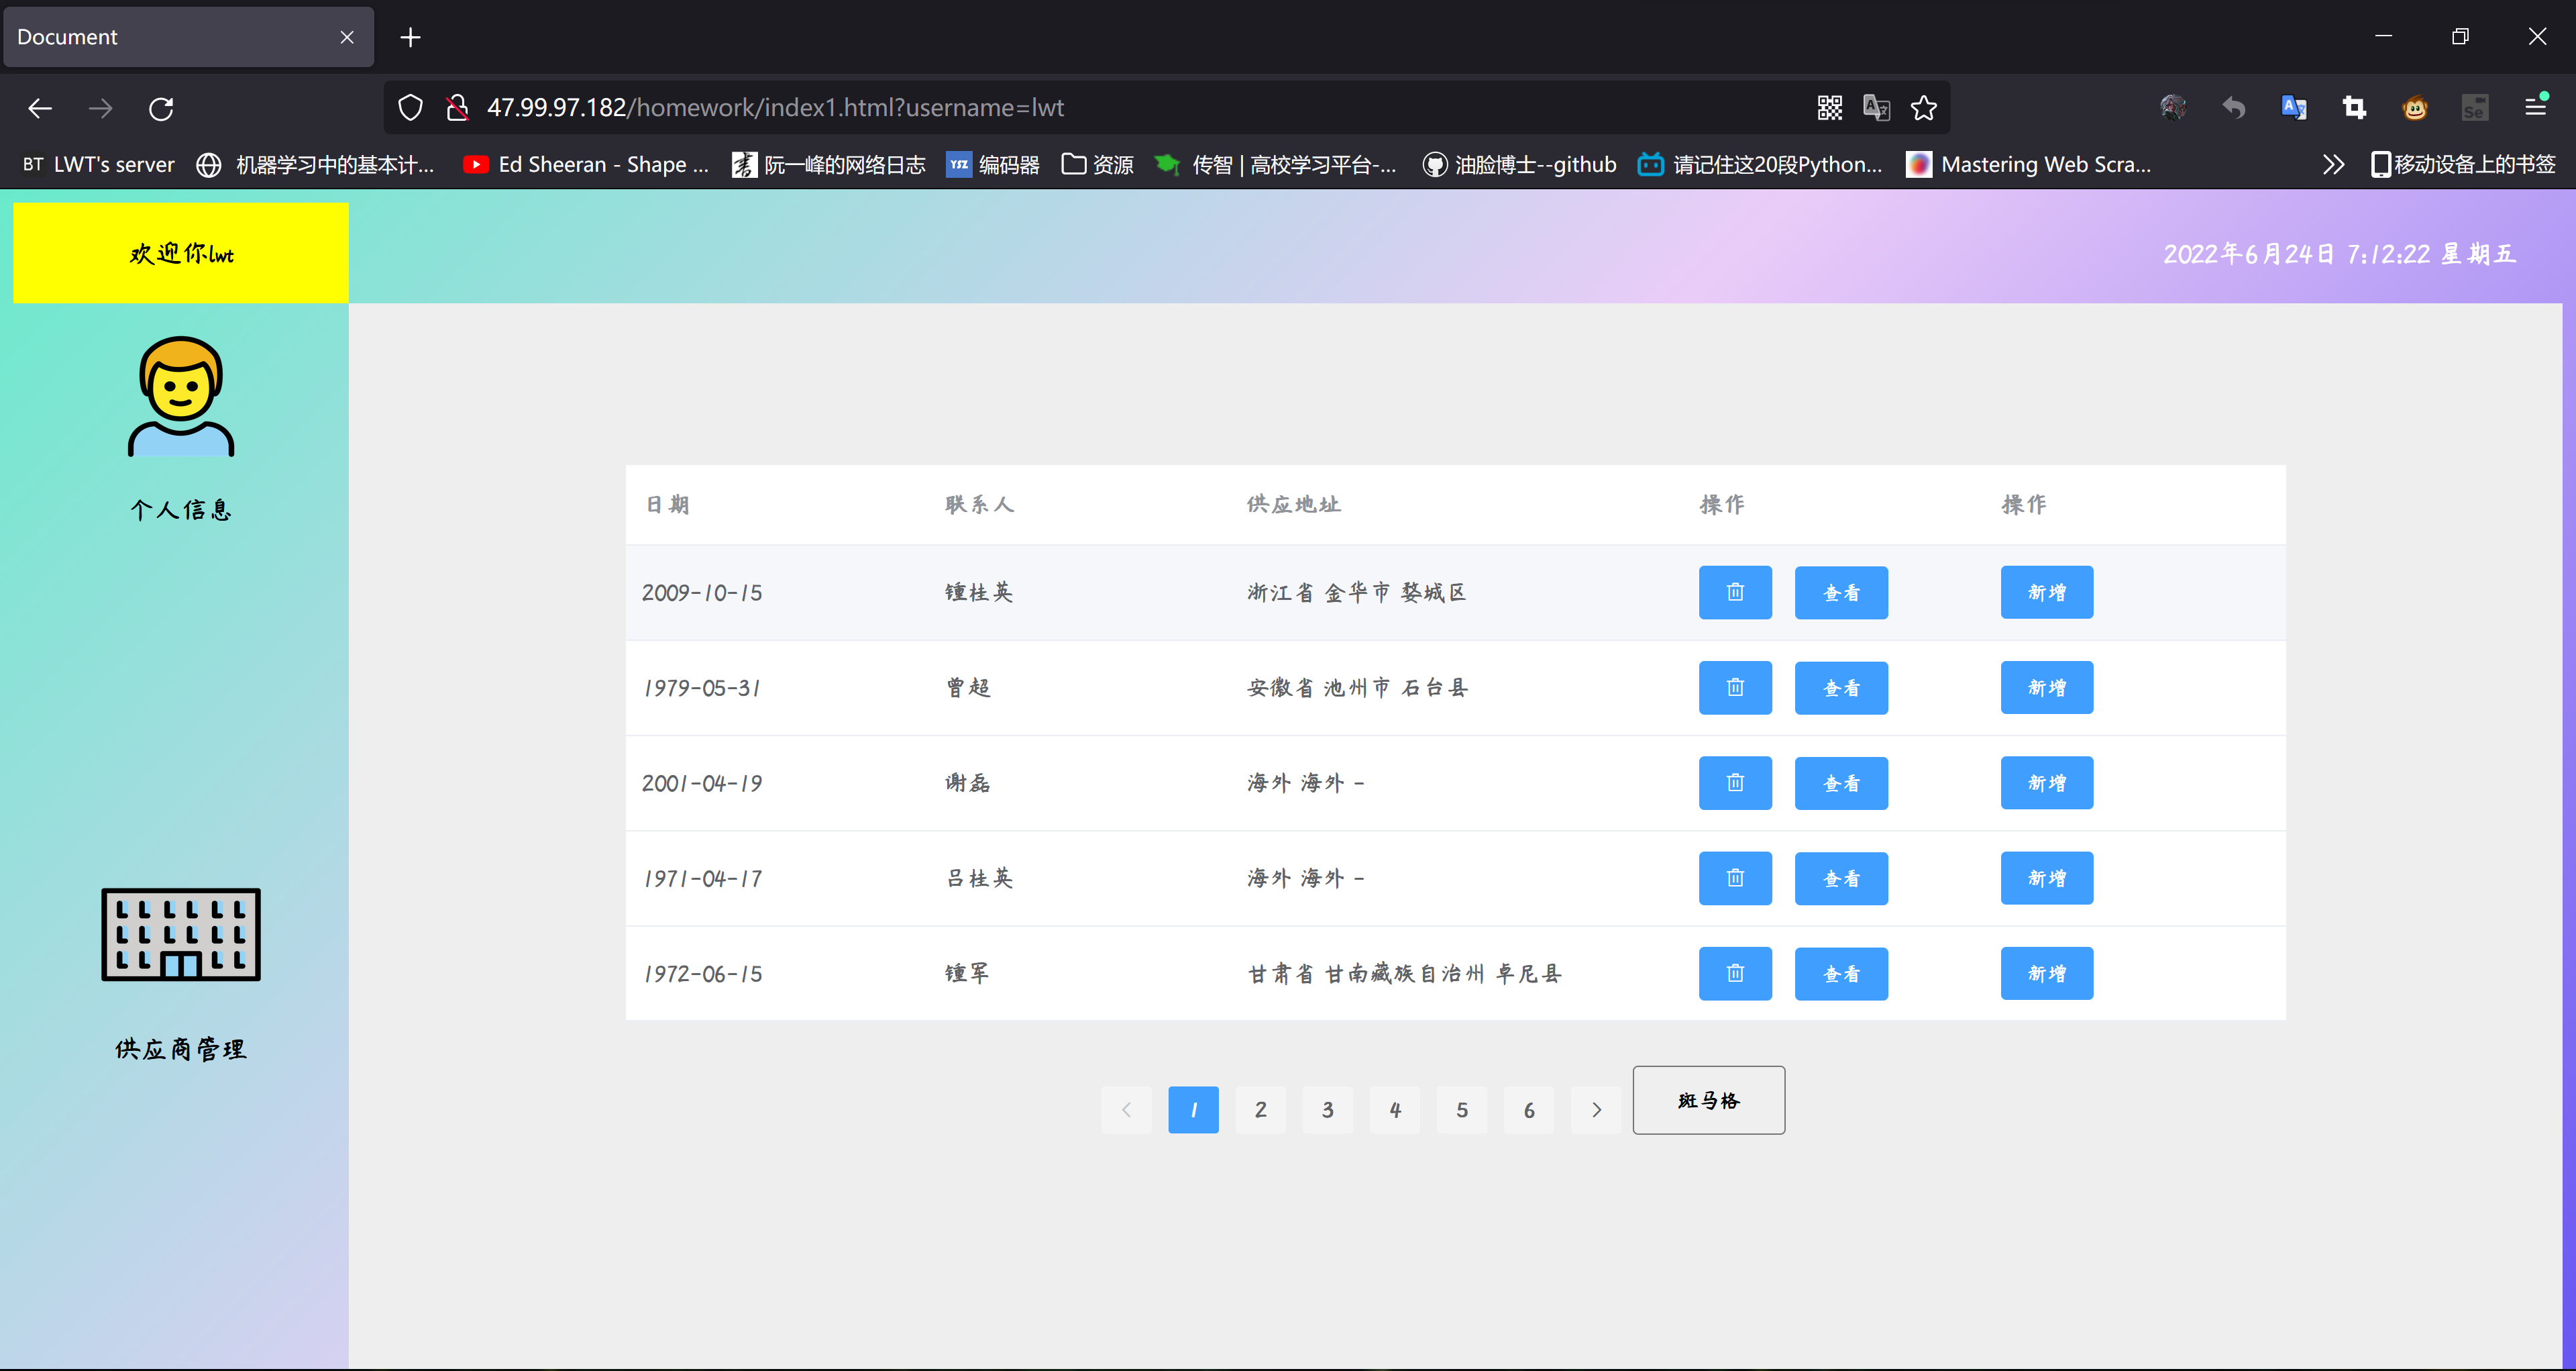 Document
47.99.97.182/homework/index1.html?username=lwt
BT LWT's server 机器学习中的基本计... Ed Sheeran - Shape ... 阮一峰的网络日志 YSZ 编码器 资源 传智 | 高校学习平台-... 油脸博士--github 请记住这20段Python... Mastering Web Scra... 移动设备上的书签
欢迎你lwt
2022年6月24日 7:12:22 星期五
个人信息
供应商管理
日期 联系人 供应地址 操作 操作
2009-10-15 锺桂英 浙江省 金华市 婺城区 查看 新增
1979-05-31 曾超 安徽省 池州市 石台县 查看 新增
2001-04-19 谢磊 海外 海外 - 查看 新增
1971-04-17 吕桂英 海外 海外 - 查看 新增
1972-06-15 锺军 甘肃省 甘南藏族自治州 卓尼县 查看 新增
1 2 3 4 5 6 斑马格